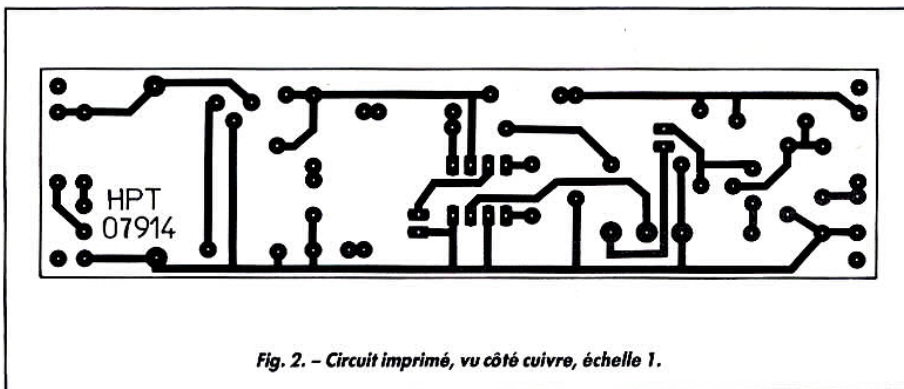 HPT
07914
Fig. 2. – Circuit imprimé, vu côté cuivre, échelle 1.